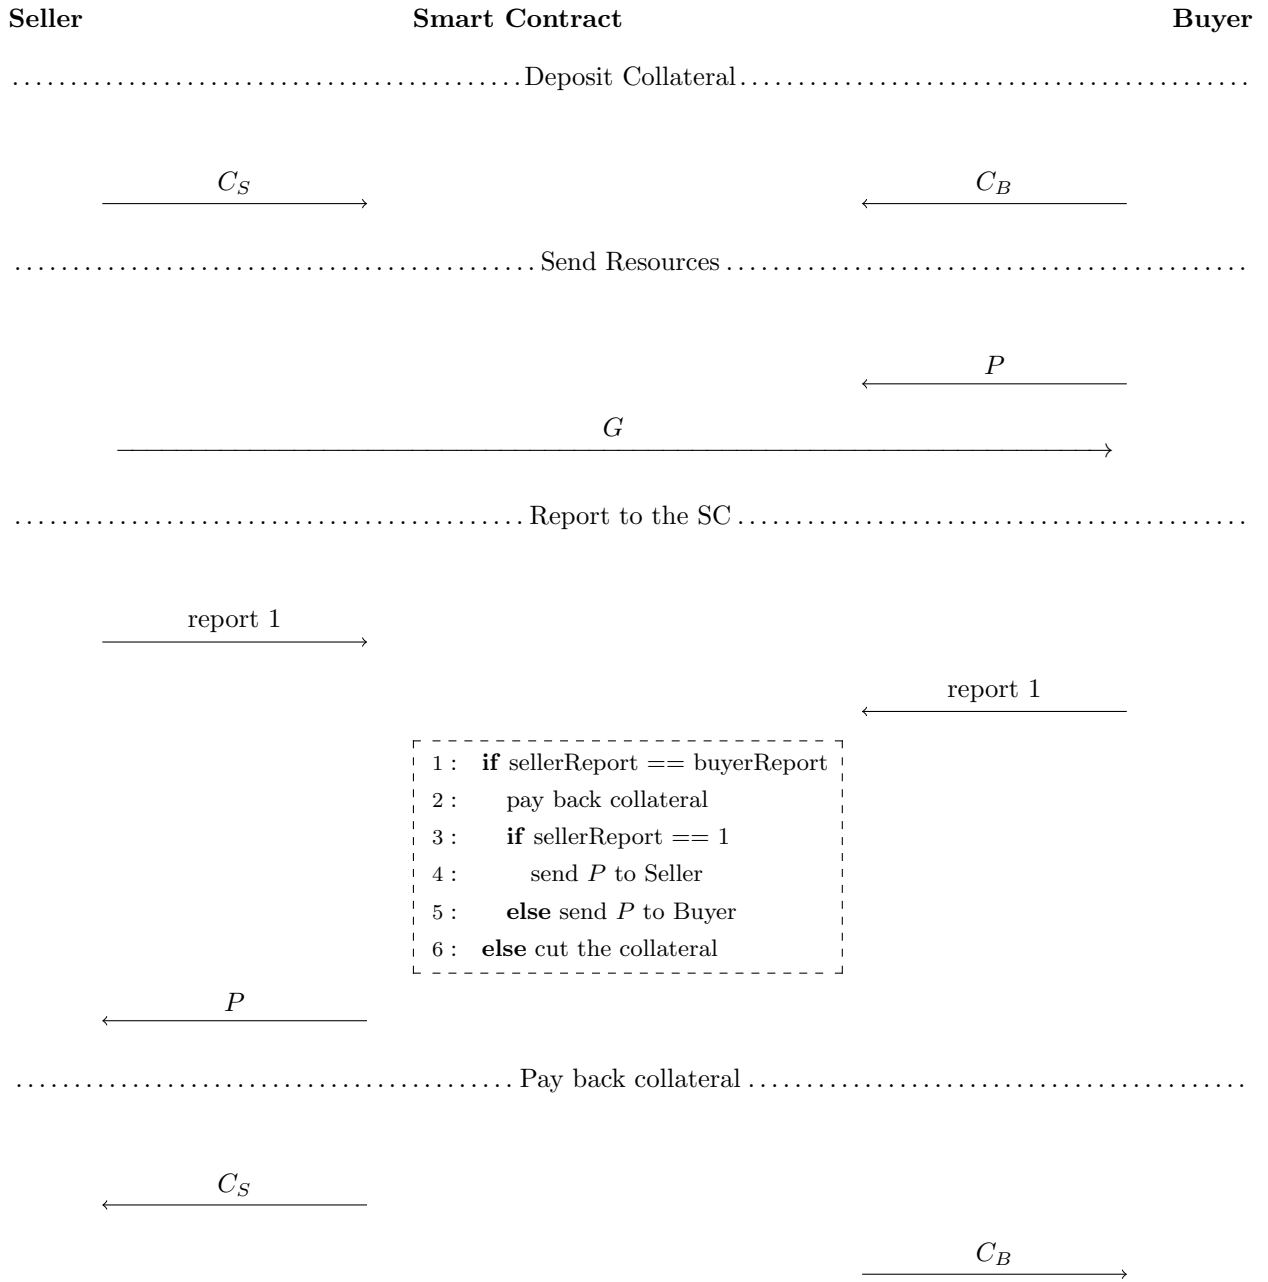 Seller Smart Contract Buyer
Deposit Collateral
C_S C_B
Send Resources
P
G
Report to the SC
report 1
report 1
1 : if sellerReport == buyerReport
2 : pay back collateral
3 : if sellerReport == 1
4 : send P to Seller
5 : else send P to Buyer
6 : else cut the collateral
P
Pay back collateral
C_S
C_B